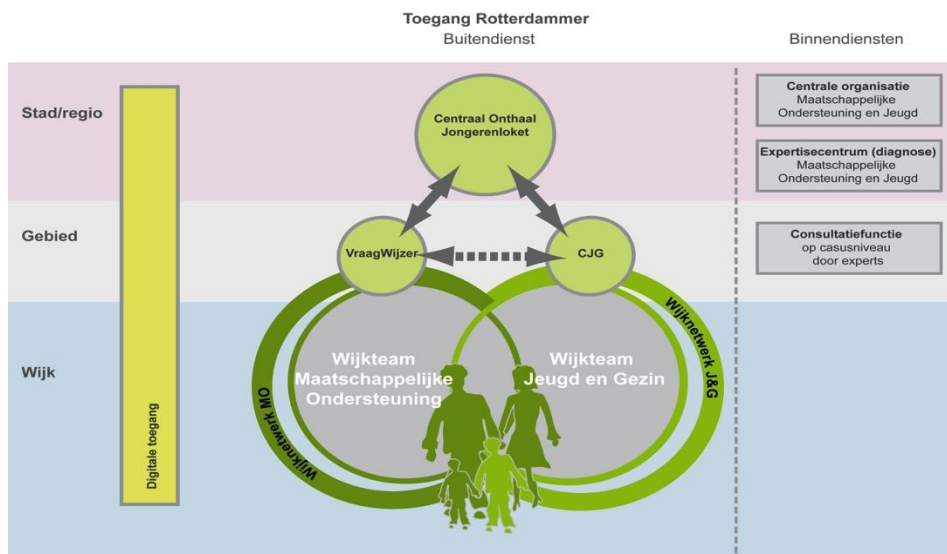 Toegang Rotterdammer
Buitendienst
Binnendiensten
Stad/regio
Centraal Onthaal
Jongerenloket
Centrale organisatie
Maatschappelijke
Ondersteuning en Jeugd
Expertisecentrum (diagnose)
Maatschappelijke
Ondersteuning en Jeugd
Gebied
VraagWijzer
CJG
Consultatiefunctie
op casusniveau
door experts
Wijk
Wijkteam
Maatschappelijke
Ondersteuning
Wijkteam
Jeugd en Gezin
Wijknetwerk MO
Wijknetwerk J&G
Digitale toegang